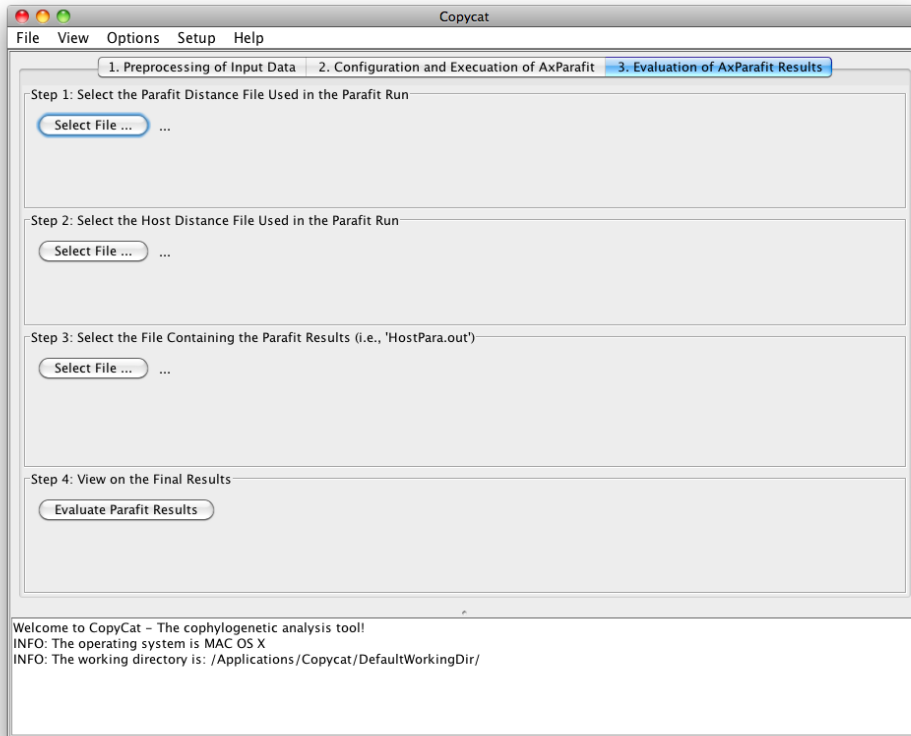 Copycat
File View Options Setup Help
1. Preprocessing of Input Data 2. Configuration and Execuation of AxParafit 3. Evaluation of AxParafit Results
Step 1: Select the Parafit Distance File Used in the Parafit Run
Select File ... ...
Step 2: Select the Host Distance File Used in the Parafit Run
Select File ... ...
Step 3: Select the File Containing the Parafit Results (i.e., 'HostPara.out')
Select File ... ...
Step 4: View on the Final Results
Evaluate Parafit Results
Welcome to CopyCat – The cophylogenetic analysis tool!
INFO: The operating system is MAC OS X
INFO: The working directory is: /Applications/Copycat/DefaultWorkingDir/